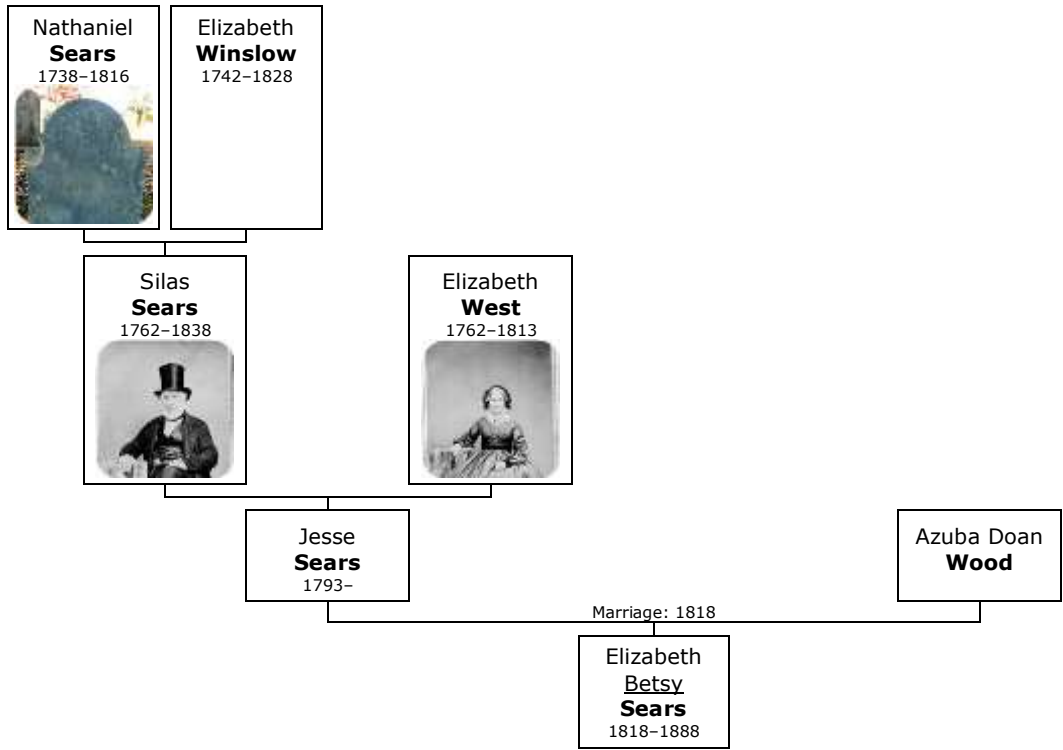 Nathaniel
Sears
1738–1816
Elizabeth
Winslow
1742–1828
Silas
Sears
1762–1838
Elizabeth
West
1762–1813
Jesse
Sears
1793–
Azuba Doan
Wood
Marriage: 1818
Elizabeth
Betsy
Sears
1818–1888